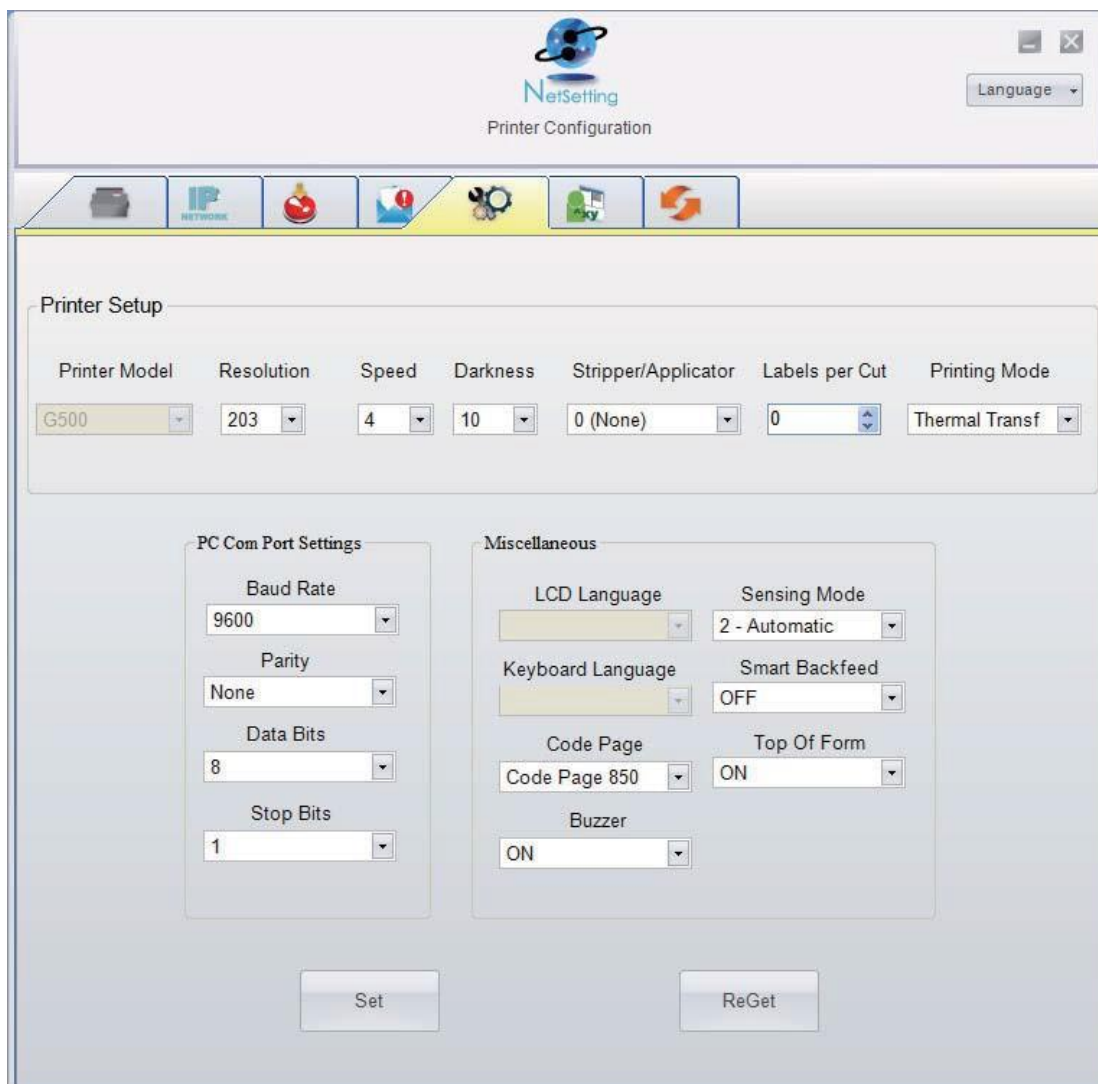 NetSetting
Language
Printer Configuration
IP
NETWORK
^xy
Printer Setup
Printer Model Resolution Speed Darkness Stripper/Applicator Labels per Cut Printing Mode
G500 203 4 10 0 (None) 0 Thermal Transf
PC Com Port Settings
Baud Rate
9600
Parity
None
Data Bits
8
Stop Bits
1
Miscellaneous
LCD Language Sensing Mode
2 - Automatic
Keyboard Language Smart Backfeed
OFF
Code Page Top Of Form
Code Page 850 ON
Buzzer
ON
Set ReGet